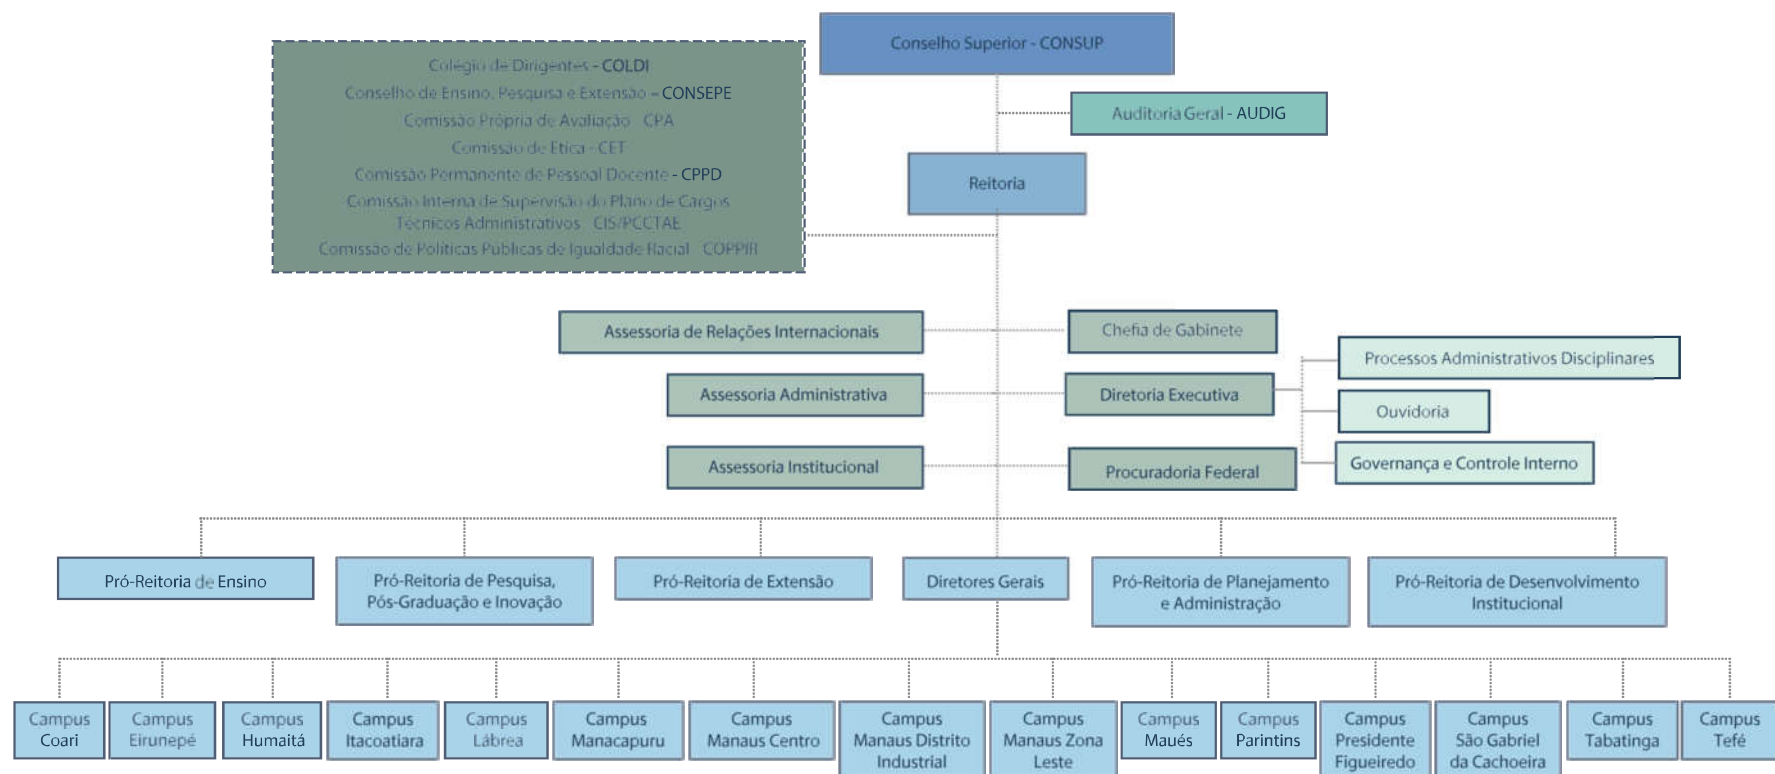 Conselho Superior - CONSUP
Colégio de Dirigentes - COLDI
Conselho de Ensino, Pesquisa e Extensão – CONSEPE
Comissão Própria de Avaliação CPA
Comissão de Etica - CET
Comissão Permanente de Pessoal Docente - CPPD
Comissão Interna de Supervisão do Plano de Cargos
Técnicos Administrativos CIS/PCCTAE
Comissão de Políticas Públicas de Igualdade Racial COPPIR
Auditoria Geral - AUDIG
Reitoria
Assessoria de Relações Internacionais
Chefia de Gabinete
Processos Administrativos Disciplinares
Assessoria Administrativa
Diretoria Executiva
Ouvidoria
Assessoria Institucional
Procuradoria Federal
Governança e Controle Interno
Pró-Reitoria de Ensino
Pró-Reitoria de Pesquisa,
Pós-Graduação e Inovação
Pró-Reitoria de Extensão
Diretores Gerais
Pró-Reitoria de Planejamento
e Administração
Pró-Reitoria de Desenvolvimento
Institucional
Campus
Coari
Campus
Eirunepé
Campus
Humaitá
Campus
Itacoatiara
Campus
Lábrea
Campus
Manacapuru
Campus
Manaus Centro
Campus
Manaus Distrito
Industrial
Campus
Manaus Zona
Leste
Campus
Maués
Campus
Parintins
Campus
Presidente
Figueiredo
Campus
São Gabriel
da Cachoeira
Campus
Tabatinga
Campus
Tefé